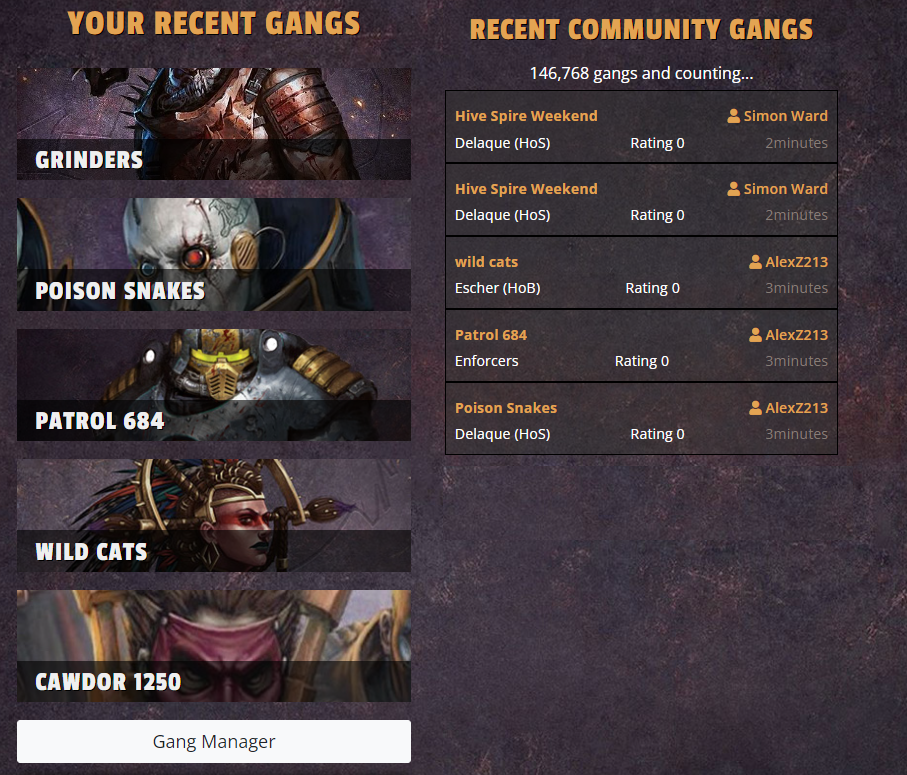 YOUR RECENT GANGS
GRINDERS
POISON SNAKES
PATROL 684
WILD CATS
CAWDOR 1250
Gang Manager
RECENT COMMUNITY GANGS
146,768 gangs and counting...
Hive Spire Weekend Simon Ward
Delaque (HoS) Rating 0 2minutes
Hive Spire Weekend Simon Ward
Delaque (HoS) Rating 0 2minutes
wild cats AlexZ213
Escher (HoB) Rating 0 3minutes
Patrol 684 AlexZ213
Enforcers Rating 0 3minutes
Poison Snakes AlexZ213
Delaque (HoS) Rating 0 3minutes